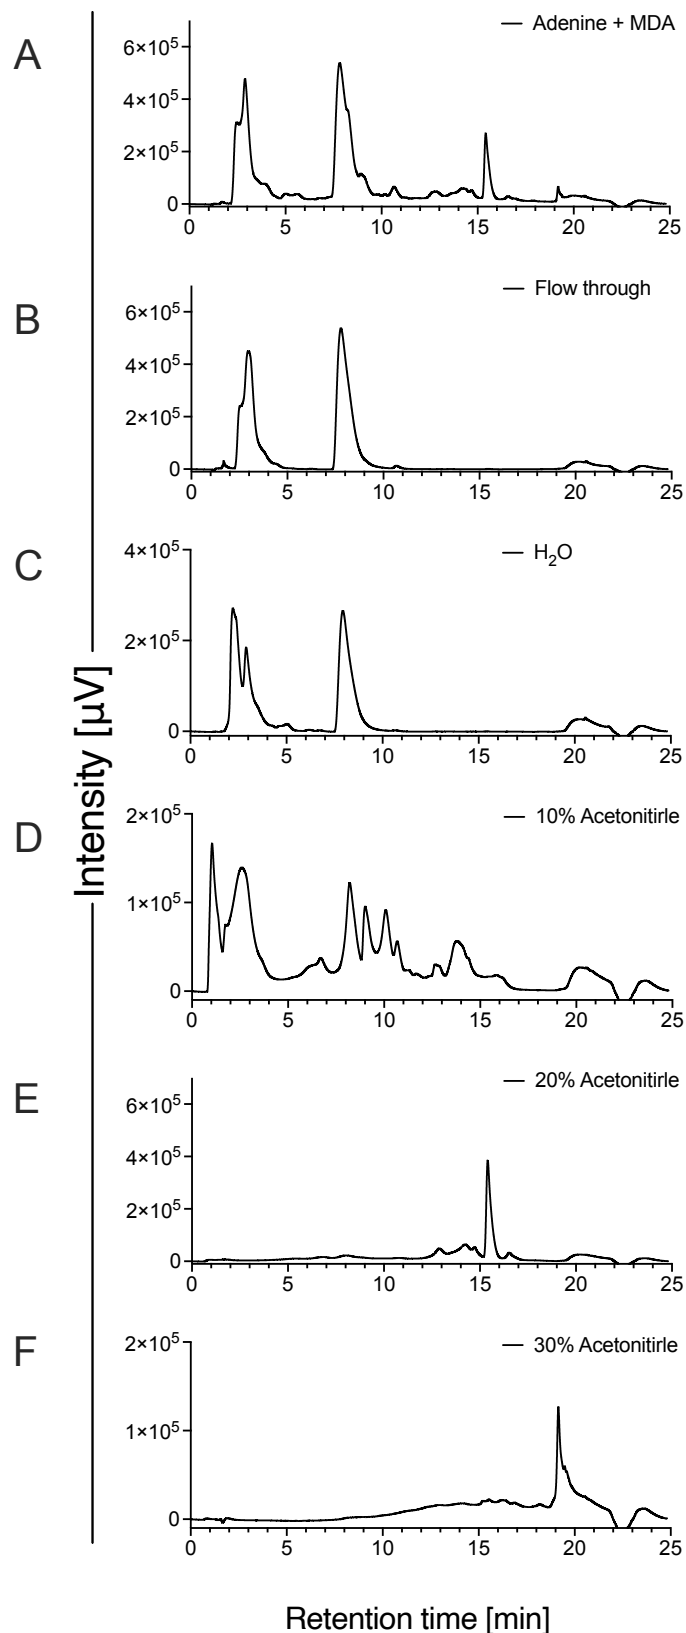 A
— Adenine + MDA
6×10⁵
4×10⁵
2×10⁵
0
0 5 10 15 20 25
B
— Flow through
6×10⁵
4×10⁵
2×10⁵
0
0 5 10 15 20 25
C
— H₂O
4×10⁵
2×10⁵
0
0 5 10 15 20 25
Intensity [µV]
D
— 10% Acetonitirle
2×10⁵
1×10⁵
0
0 5 10 15 20 25
E
— 20% Acetonitirle
6×10⁵
4×10⁵
2×10⁵
0
0 5 10 15 20 25
F
— 30% Acetonitirle
2×10⁵
1×10⁵
0
0 5 10 15 20 25
Retention time [min]